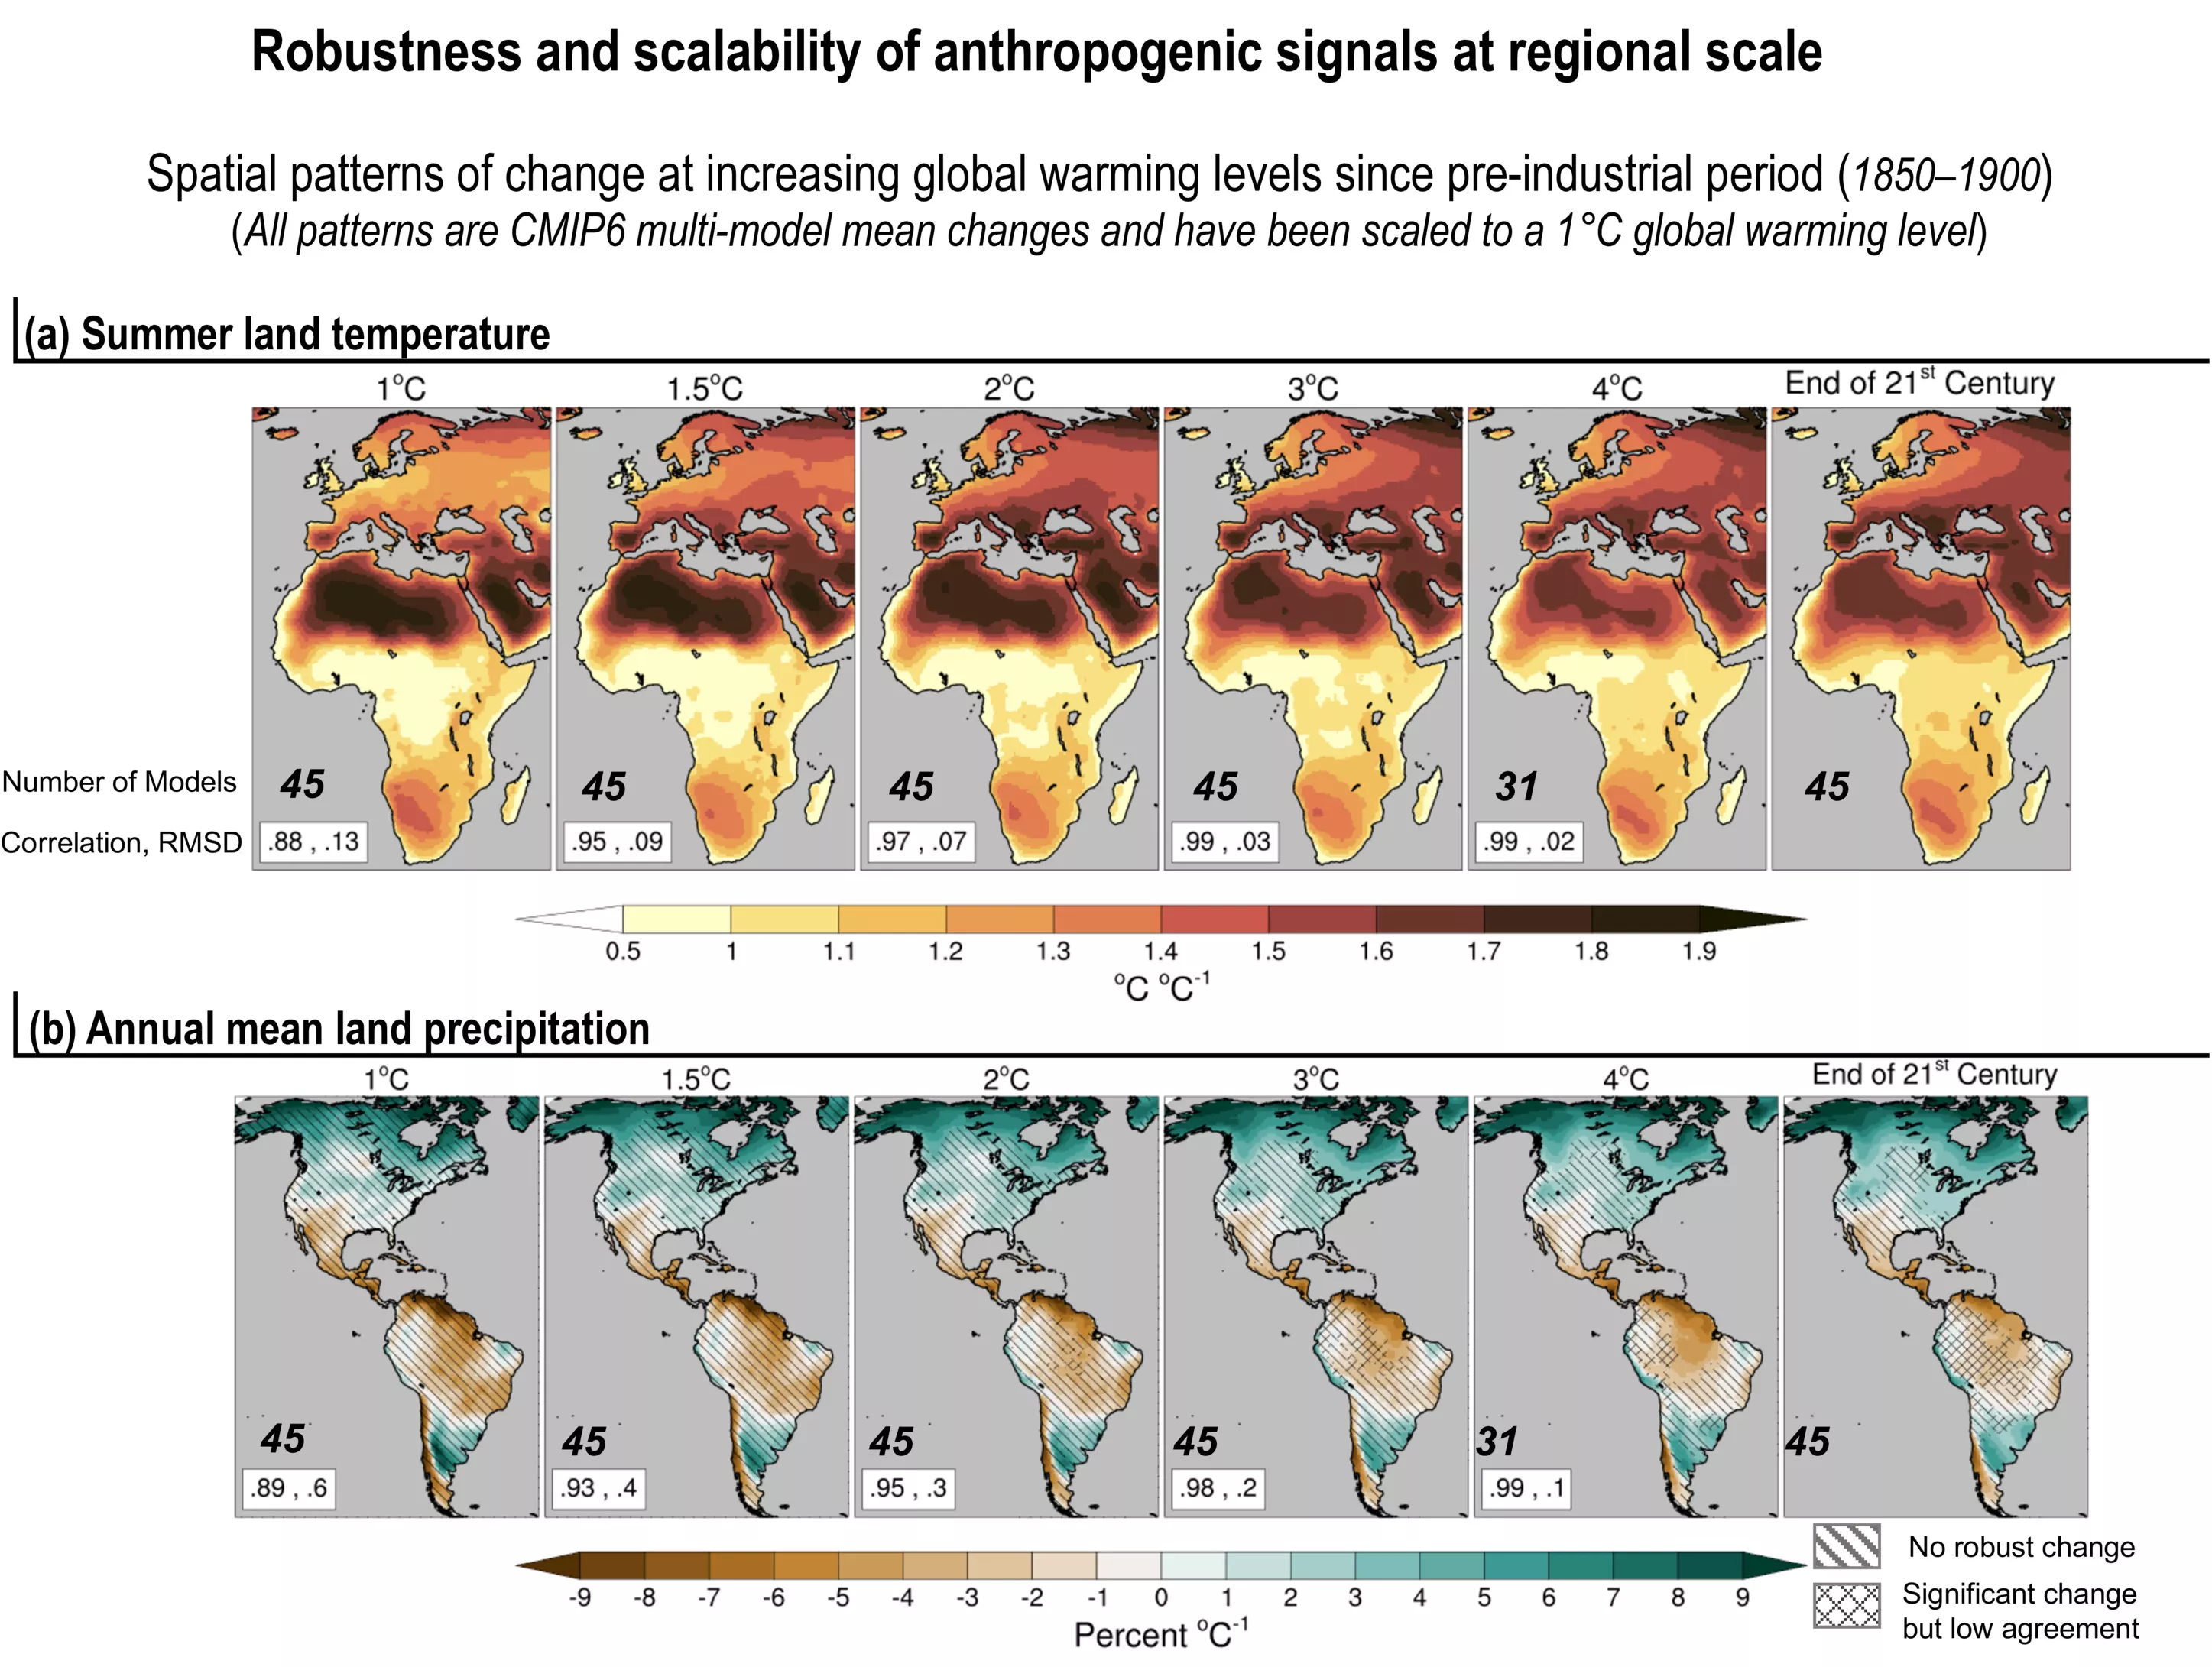 Robustness and scalability of anthropogenic signals at regional scale
Spatial patterns of change at increasing global warming levels since pre-industrial period (1850–1900)
(All patterns are CMIP6 multi-model mean changes and have been scaled to a 1°C global warming level)
(a) Summer land temperature
1°C 1.5°C 2°C 3°C 4°C End of 21st Century
Number of Models 45 45 45 45 31 45
Correlation, RMSD .88 , .13 .95 , .09 .97 , .07 .99 , .03 .99 , .02
0.5 1 1.1 1.2 1.3 1.4 1.5 1.6 1.7 1.8 1.9
°C °C-1
(b) Annual mean land precipitation
1°C 1.5°C 2°C 3°C 4°C End of 21st Century
45 45 45 45 31 45
.89 , .6 .93 , .4 .95 , .3 .98 , .2 .99 , .1
No robust change
Significant change
but low agreement
-9 -8 -7 -6 -5 -4 -3 -2 -1 0 1 2 3 4 5 6 7 8 9
Percent °C-1